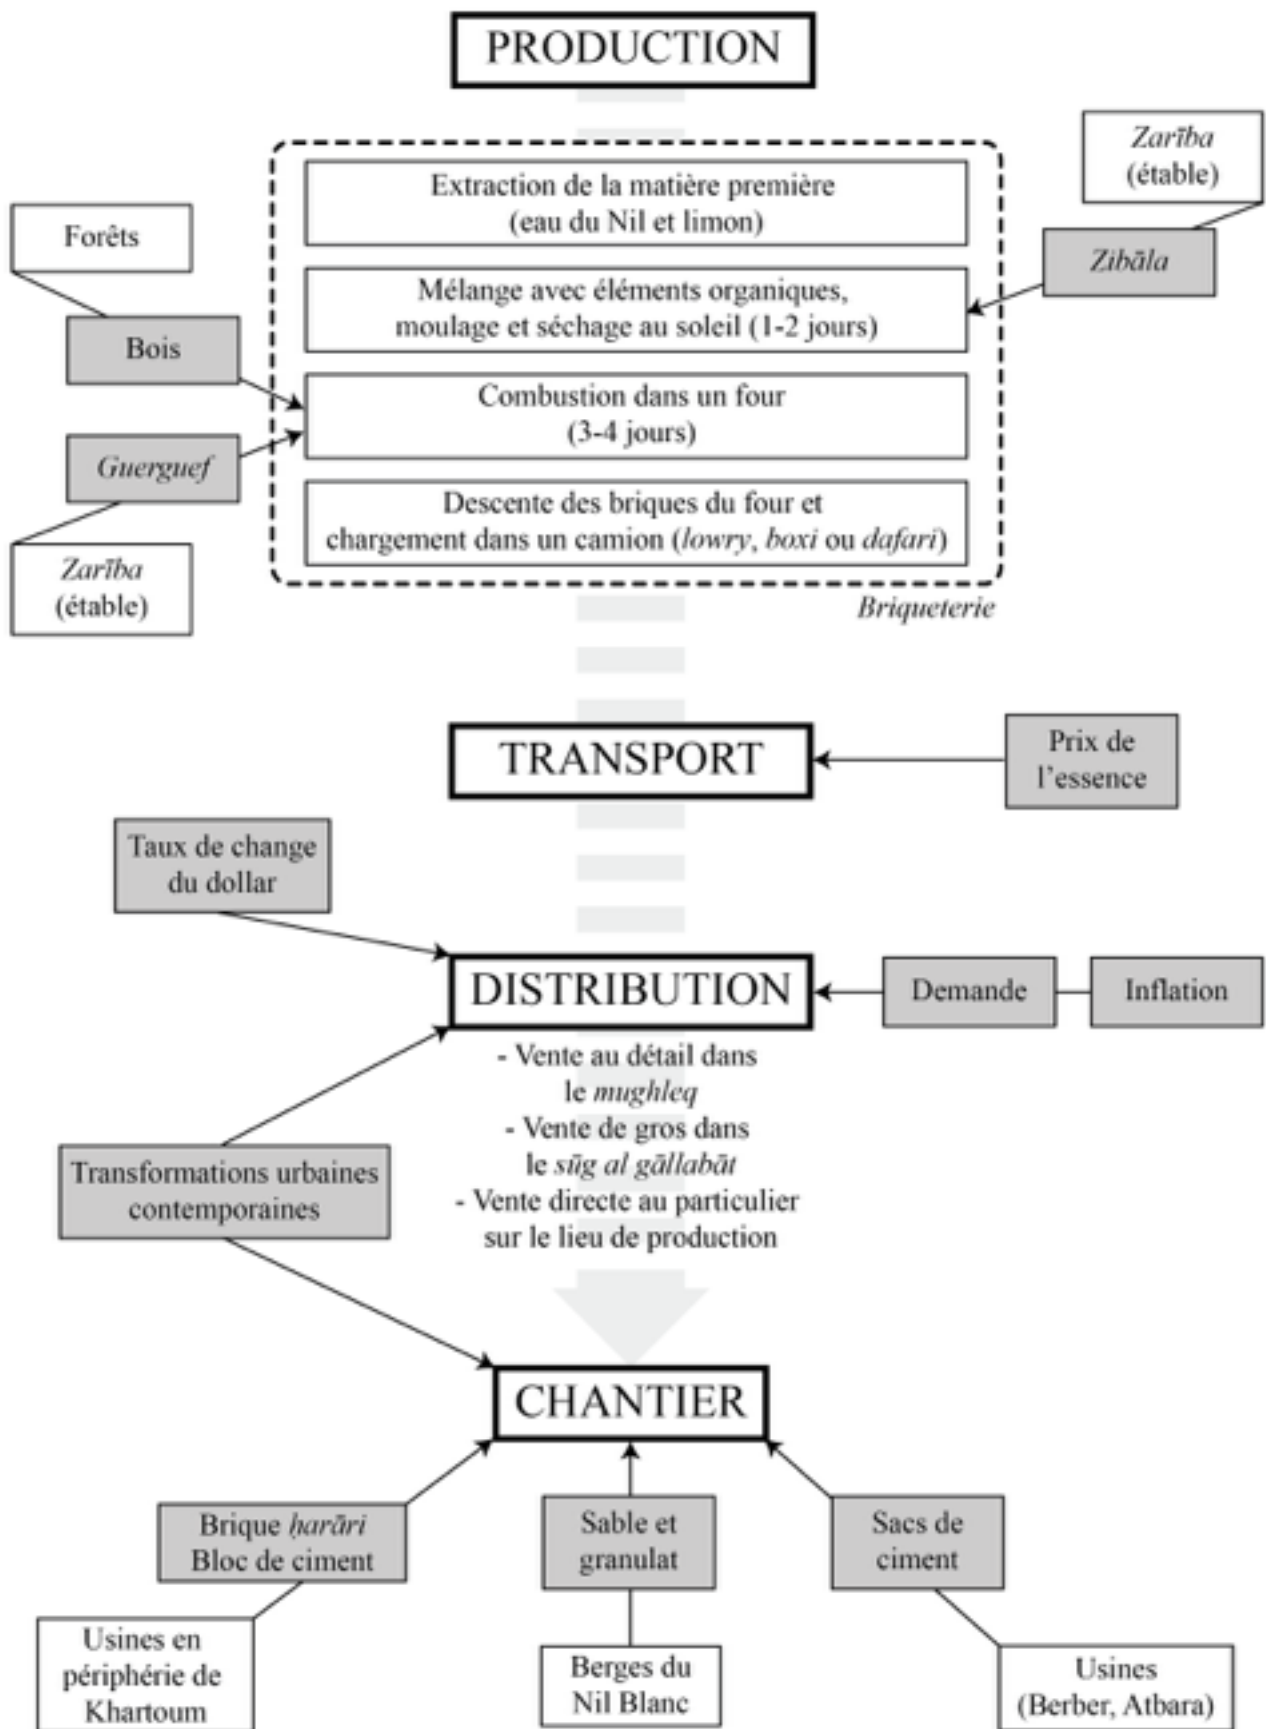 PRODUCTION
Zarība
(étable)
Extraction de la matière première
(eau du Nil et limon)
Forêts
Zibāla
Mélange avec éléments organiques,
moulage et séchage au soleil (1-2 jours)
Bois
Combustion dans un four
(3-4 jours)
Guerguef
Descente des briques du four et
chargement dans un camion (lowry, boxi ou dafari)
Zarība
(étable)
Briqueterie
TRANSPORT
Prix de
l’essence
Taux de change
du dollar
DISTRIBUTION
Demande
Inflation
- Vente au détail dans
le mughleq
- Vente de gros dans
le sūg al gāllabāt
- Vente directe au particulier
sur le lieu de production
Transformations urbaines
contemporaines
CHANTIER
Brique ḥarāri
Bloc de ciment
Sable et
granulat
Sacs de
ciment
Usines en
périphérie de
Khartoum
Berges du
Nil Blanc
Usines
(Berber, Atbara)